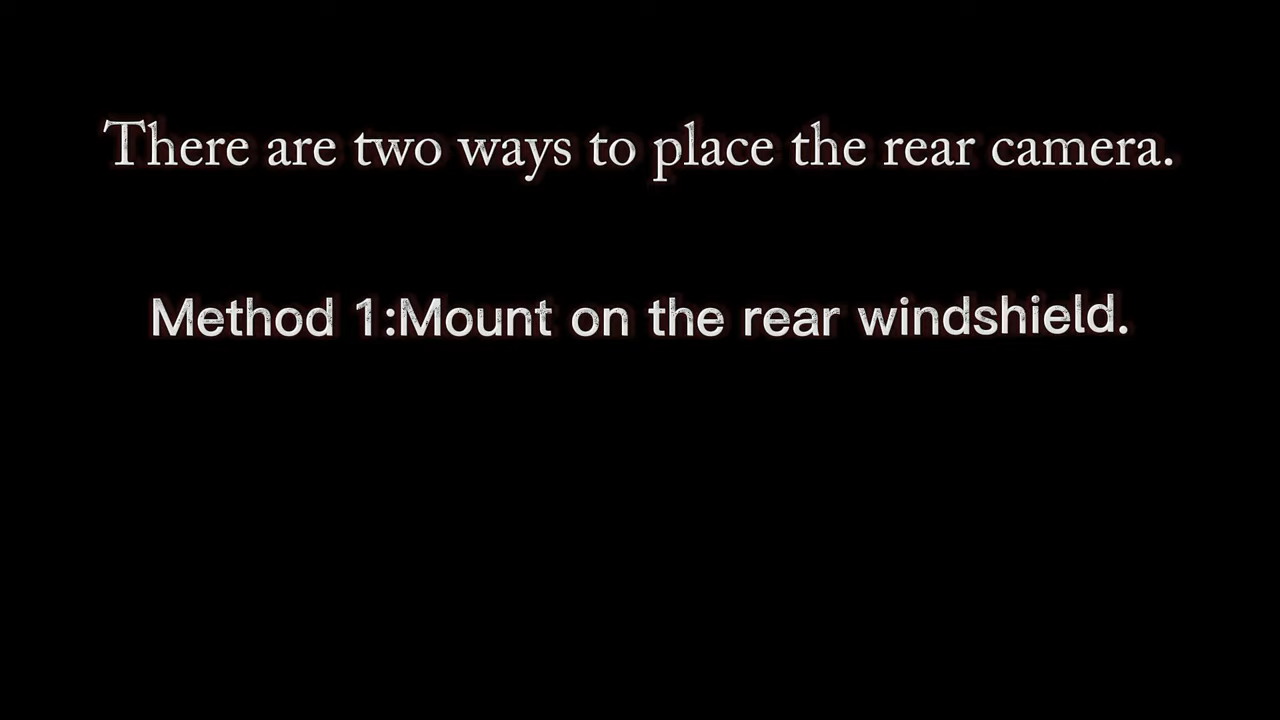 There are two ways to place the rear camera.
Method 1:Mount on the rear windshield.